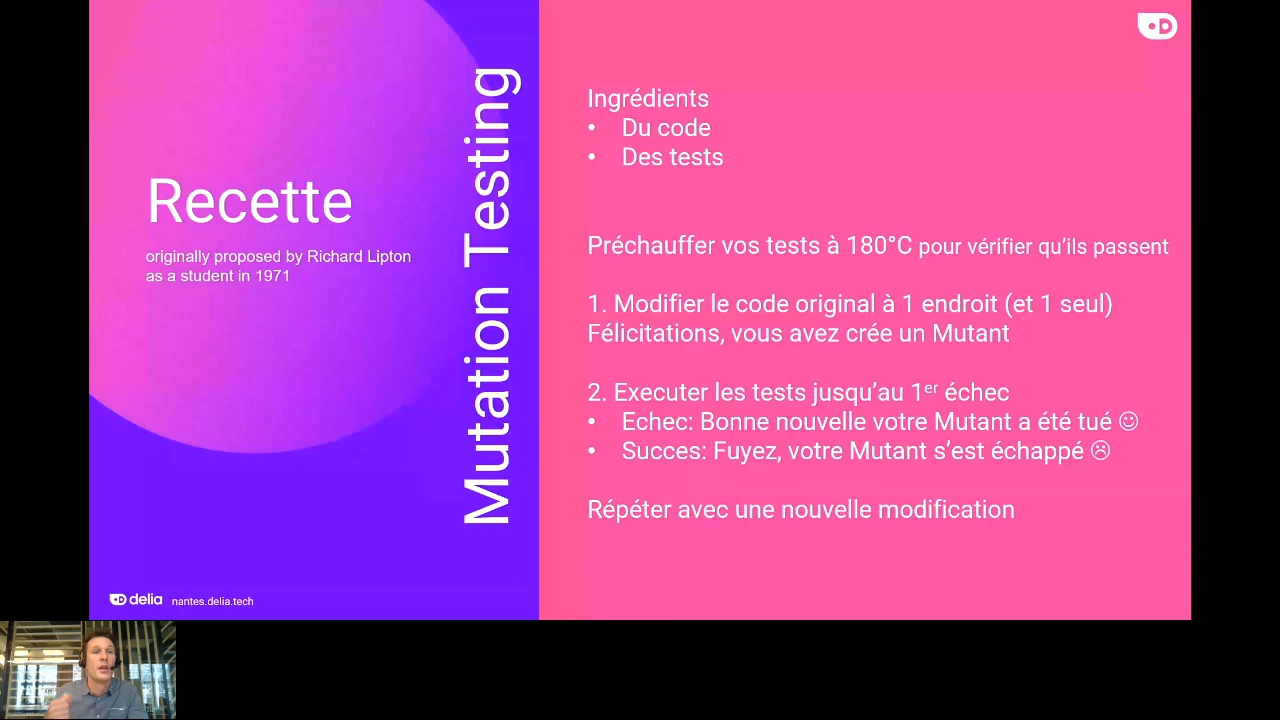 Recette
originally proposed by Richard Lipton
as a student in 1971
Mutation Testing
delia nantes.delia.tech
Ingrédients
• Du code
• Des tests
Préchauffer vos tests à 180°C pour vérifier qu’ils passent
1. Modifier le code original à 1 endroit (et 1 seul)
Félicitations, vous avez crée un Mutant
2. Executer les tests jusqu’au 1er échec
• Echec: Bonne nouvelle votre Mutant a été tué ☺
• Succes: Fuyez, votre Mutant s’est échappé ☹
Répéter avec une nouvelle modification